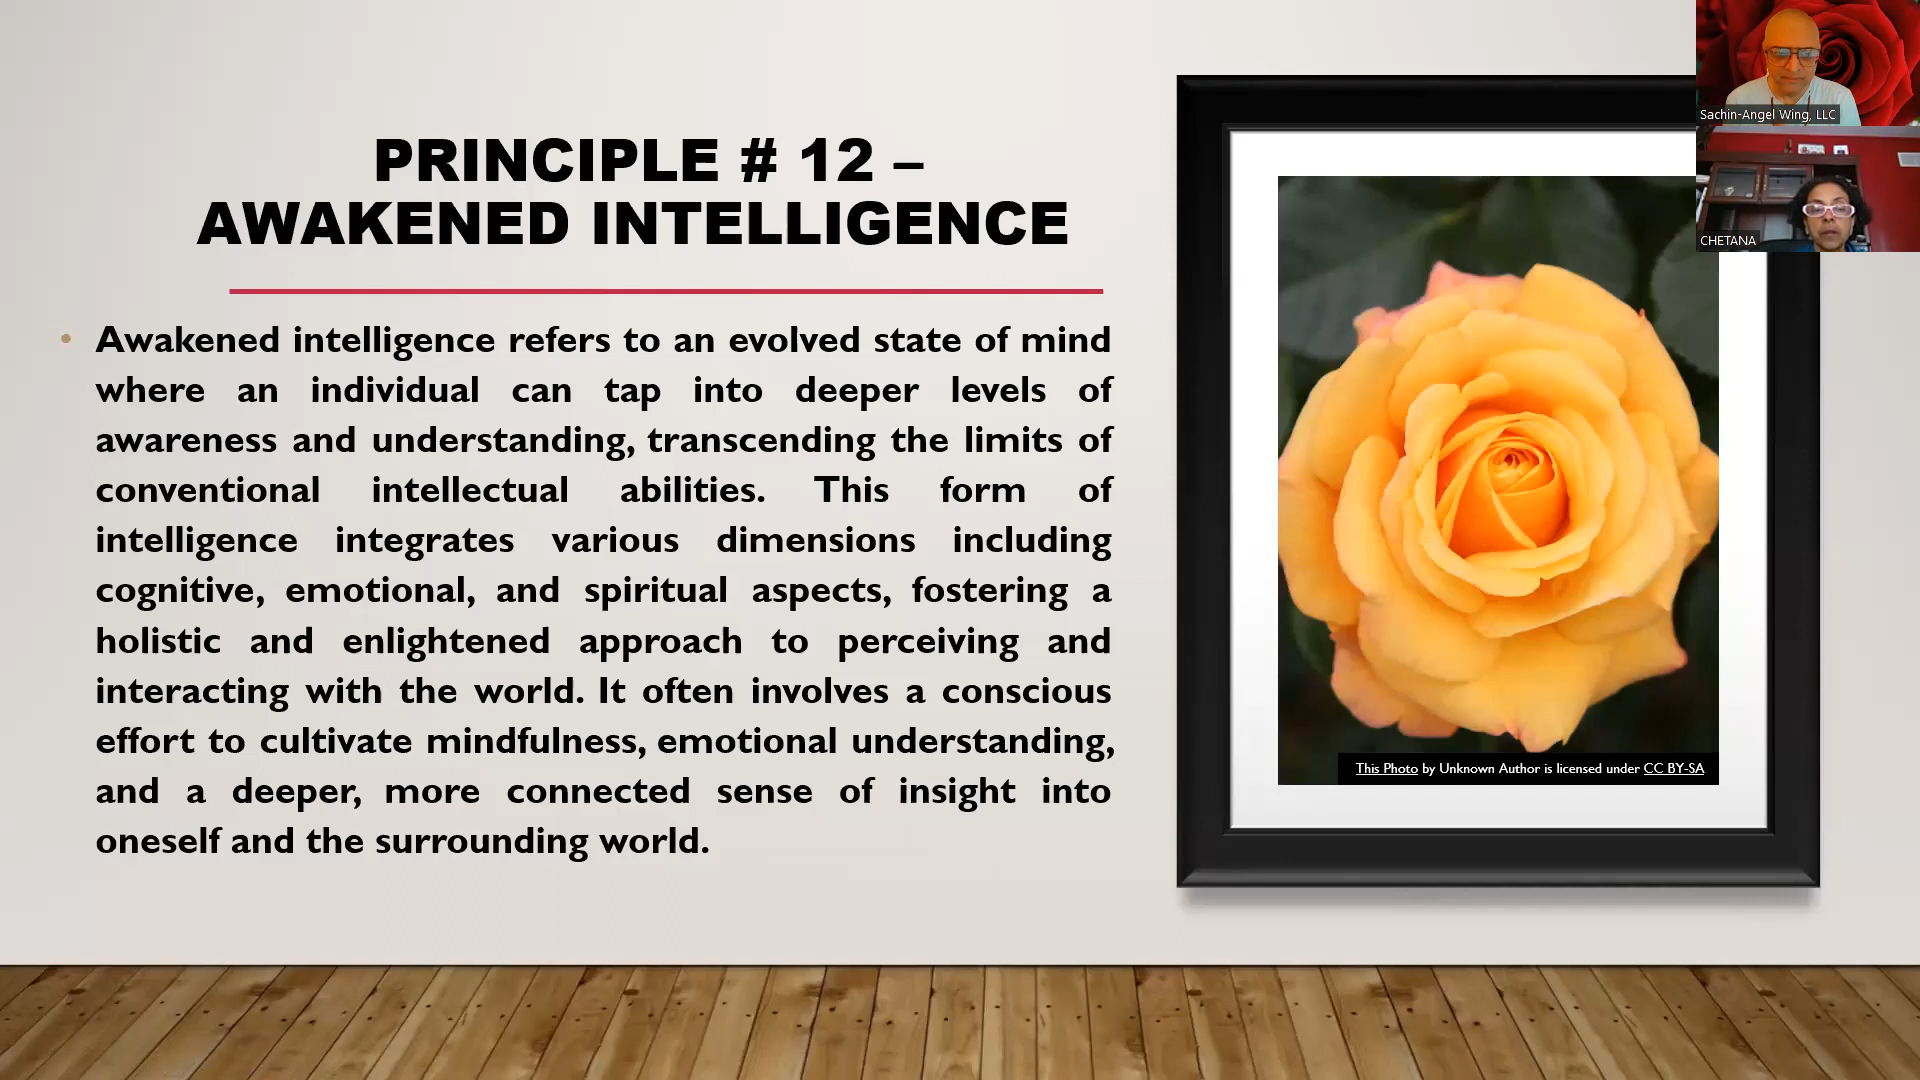 PRINCIPLE # 12 –
AWAKENED INTELLIGENCE
• Awakened intelligence refers to an evolved state of mind
where an individual can tap into deeper levels of
awareness and understanding, transcending the limits of
conventional intellectual abilities. This form of
intelligence integrates various dimensions including
cognitive, emotional, and spiritual aspects, fostering a
holistic and enlightened approach to perceiving and
interacting with the world. It often involves a conscious
effort to cultivate mindfulness, emotional understanding,
and a deeper, more connected sense of insight into
oneself and the surrounding world.
This Photo by Unknown Author is licensed under CC BY-SA
Sachin-Angel Wing, LLC
CHETANA